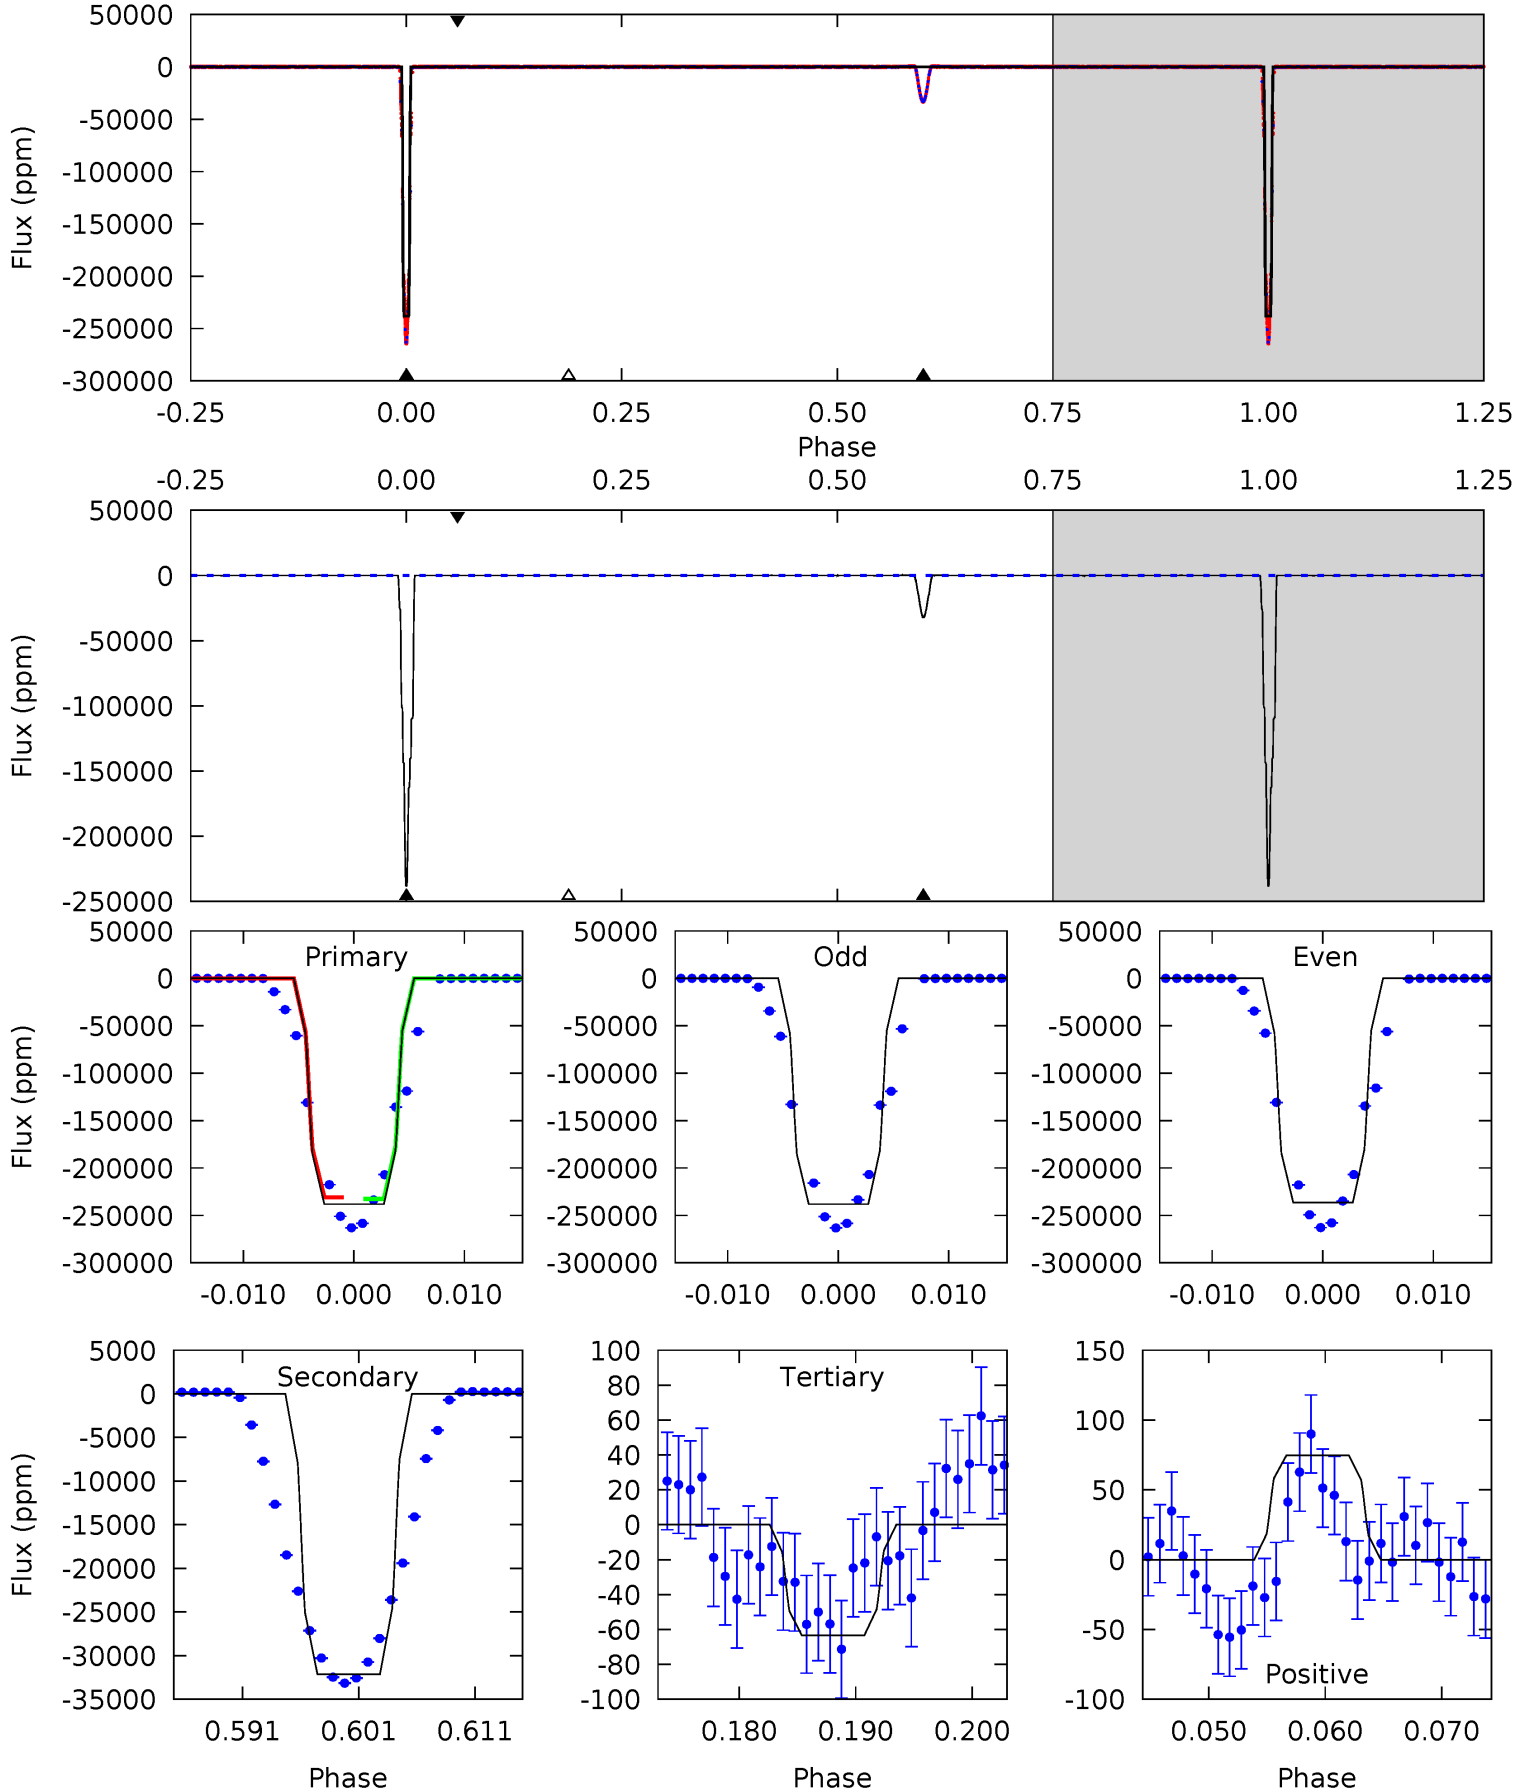 50000
0
-50000
-100000
-150000
-200000
-250000
-300000
Flux (ppm)
-0.25 0.00 0.25 0.50 0.75 1.00 1.25
Phase
-0.25 0.00 0.25 0.50 0.75 1.00 1.25
50000
0
-50000
-100000
-150000
-200000
-250000
Flux (ppm)
Primary
50000
0
-50000
-100000
-150000
-200000
-250000
-300000
Flux (ppm)
-0.010 0.000 0.010
Odd
50000
0
-50000
-100000
-150000
-200000
-250000
-300000
-0.010 0.000 0.010
Even
50000
0
-50000
-100000
-150000
-200000
-250000
-300000
-0.010 0.000 0.010
Secondary
5000
0
-5000
-10000
-15000
-20000
-25000
-30000
-35000
Flux (ppm)
0.591 0.601 0.611
Phase
Tertiary
100
80
60
40
20
0
-20
-40
-60
-80
-100
0.180 0.190 0.200
Phase
150
100
50
0
-50
-100
Positive
0.050 0.060 0.070
Phase